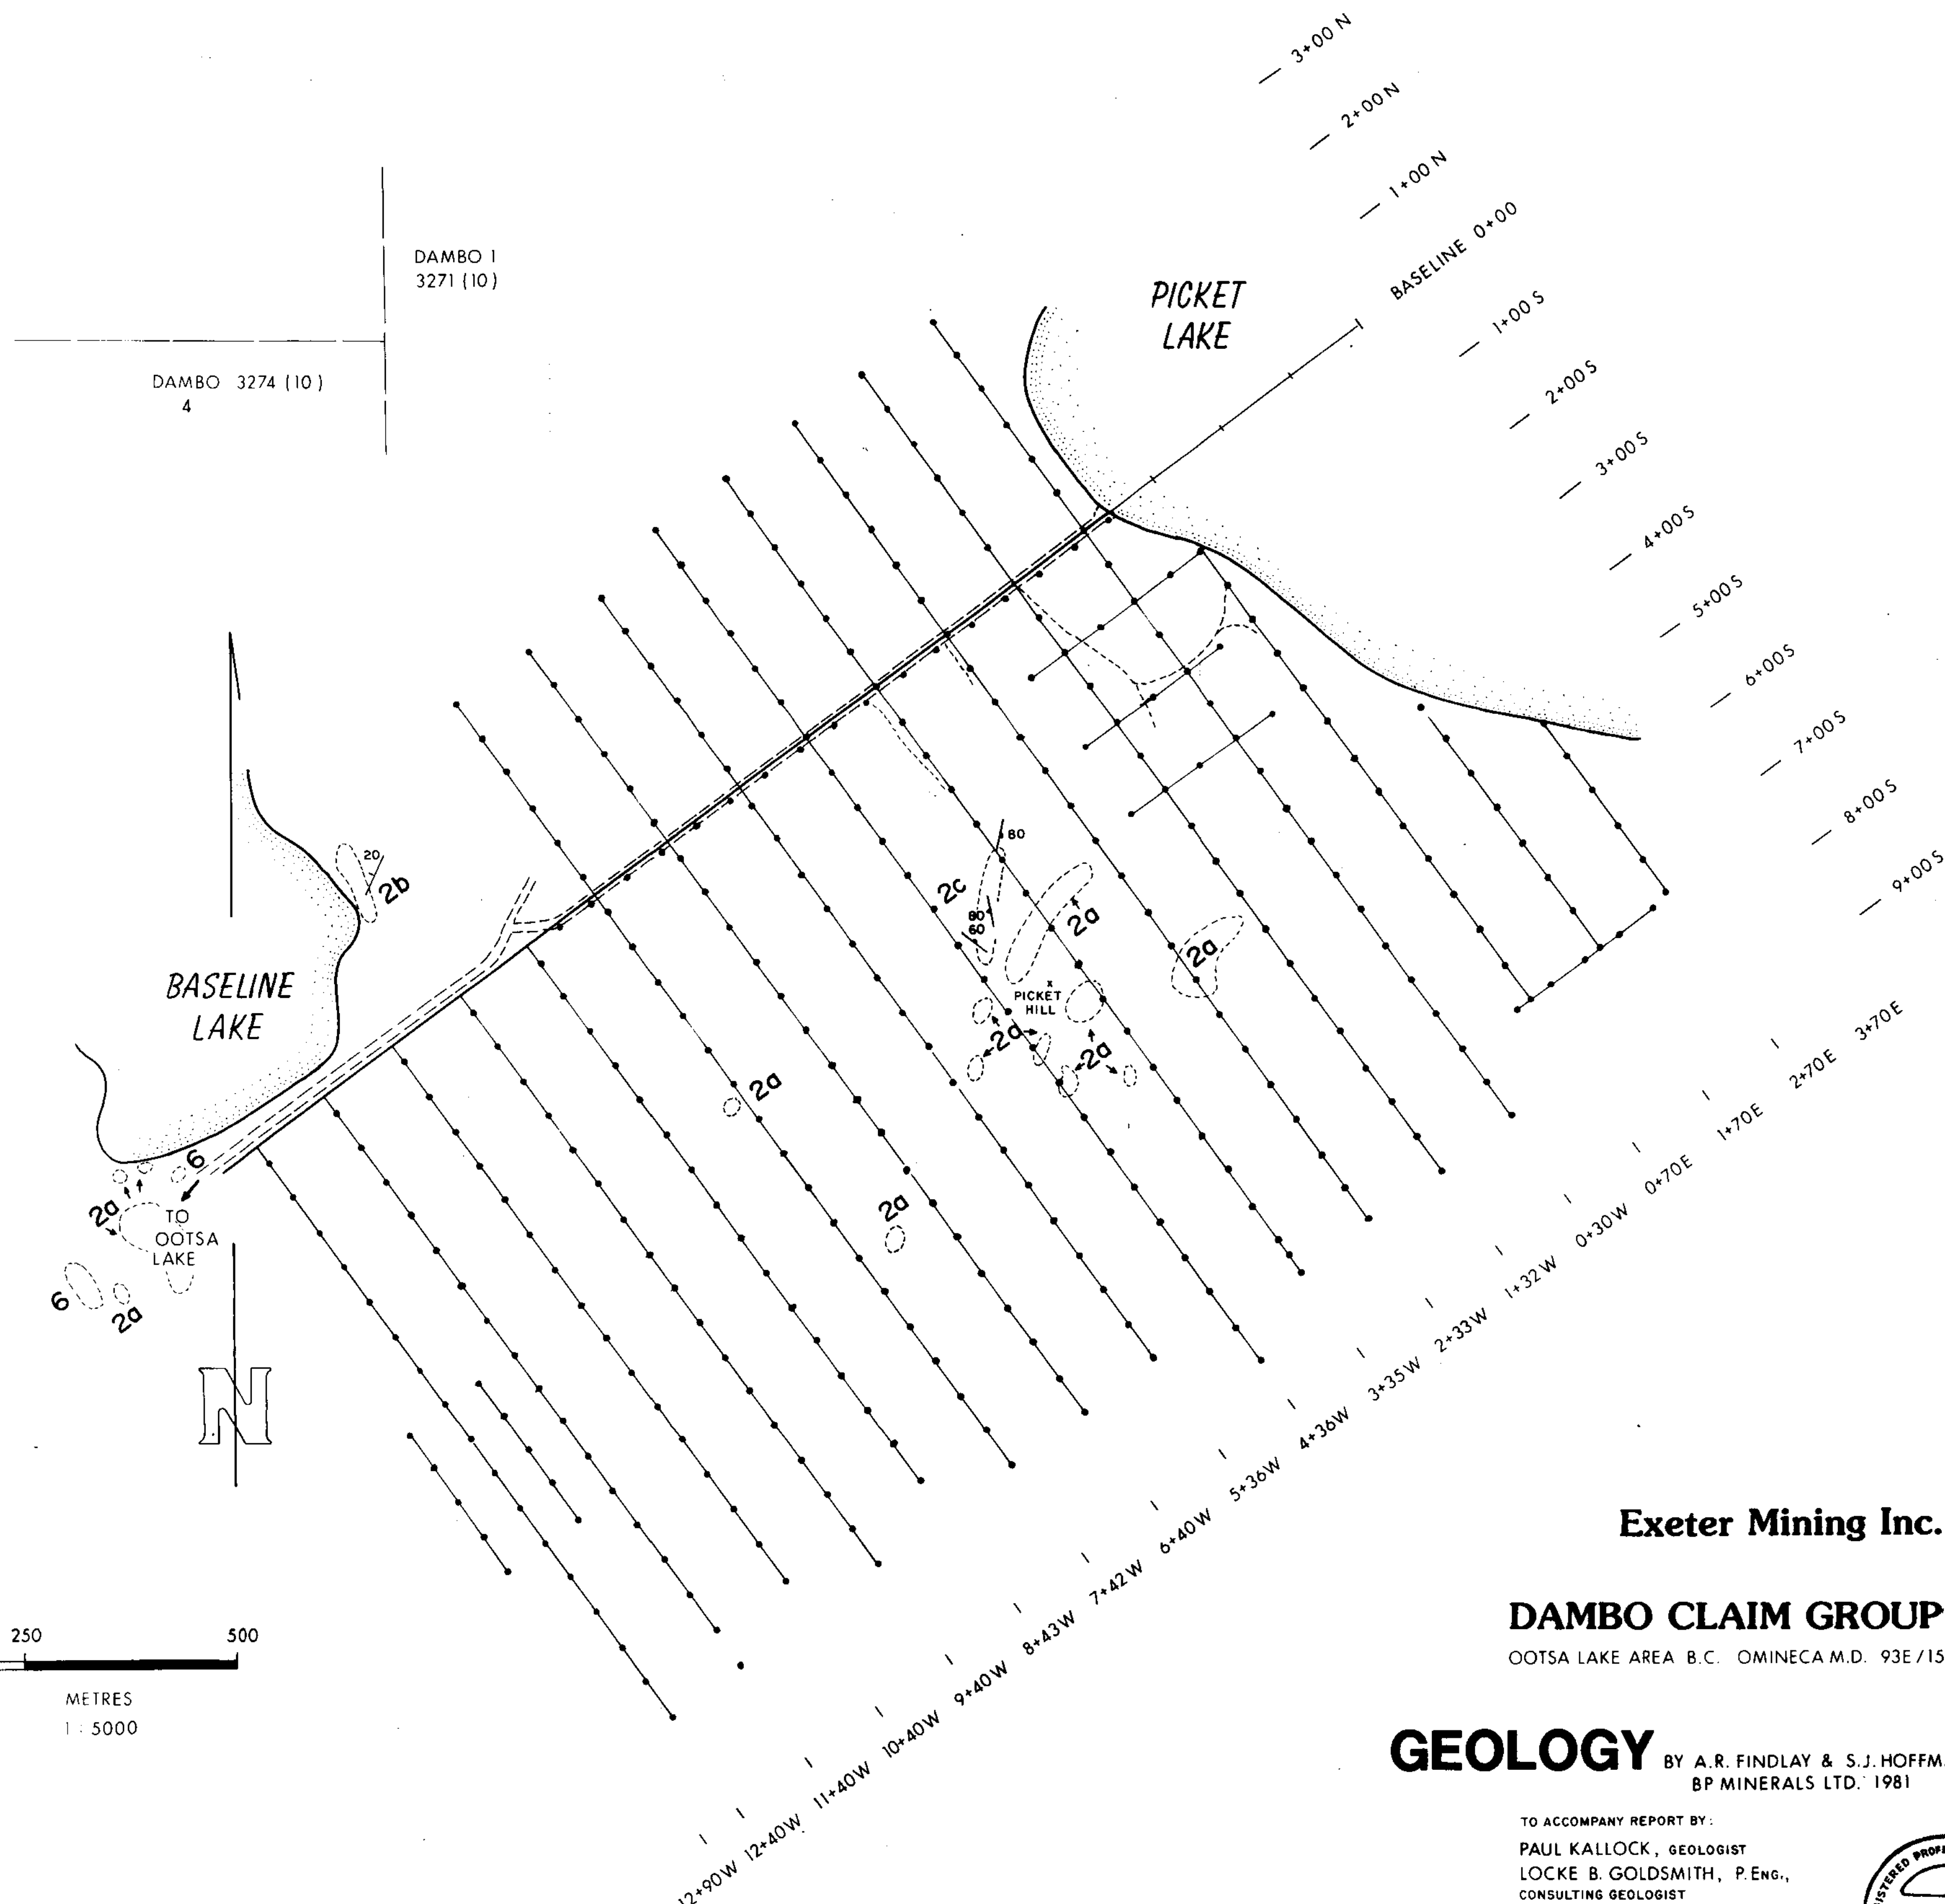 3+00 N
2+00 N
1+00 N
BASELINE 0+00
1+00 S
2+00 S
3+00 S
4+00 S
5+00 S
6+00 S
7+00 S
8+00 S
9+00 S
DAMBO 1
3271 (10)
DAMBO 3274 (10)
4
PICKET
LAKE
20
2b
BASELINE
LAKE
80
2c
80
60
2a
2a
x
PICKET
HILL
2a
2a
2a
2a
6
2a
TO
OOTSA
LAKE
6
2a
N
3+70E
2+70E
1+70E
0+70E
0+30W
1+32W
2+33W
3+35W
4+36W
5+36W
6+40W
7+42W
8+43W
9+40W
10+40W
11+40W
12+40W
12+90W
250 500
METRES
1 : 5000
Exeter Mining Inc.
DAMBO CLAIM GROUP
OOTSA LAKE AREA B.C. OMINECA M.D. 93E/15
GEOLOGY BY A.R. FINDLAY & S.J. HOFFM
BP MINERALS LTD. 1981
TO ACCOMPANY REPORT BY:
PAUL KALLOCK, GEOLOGIST
LOCKE B. GOLDSMITH, P. ENG.,
CONSULTING GEOLOGIST